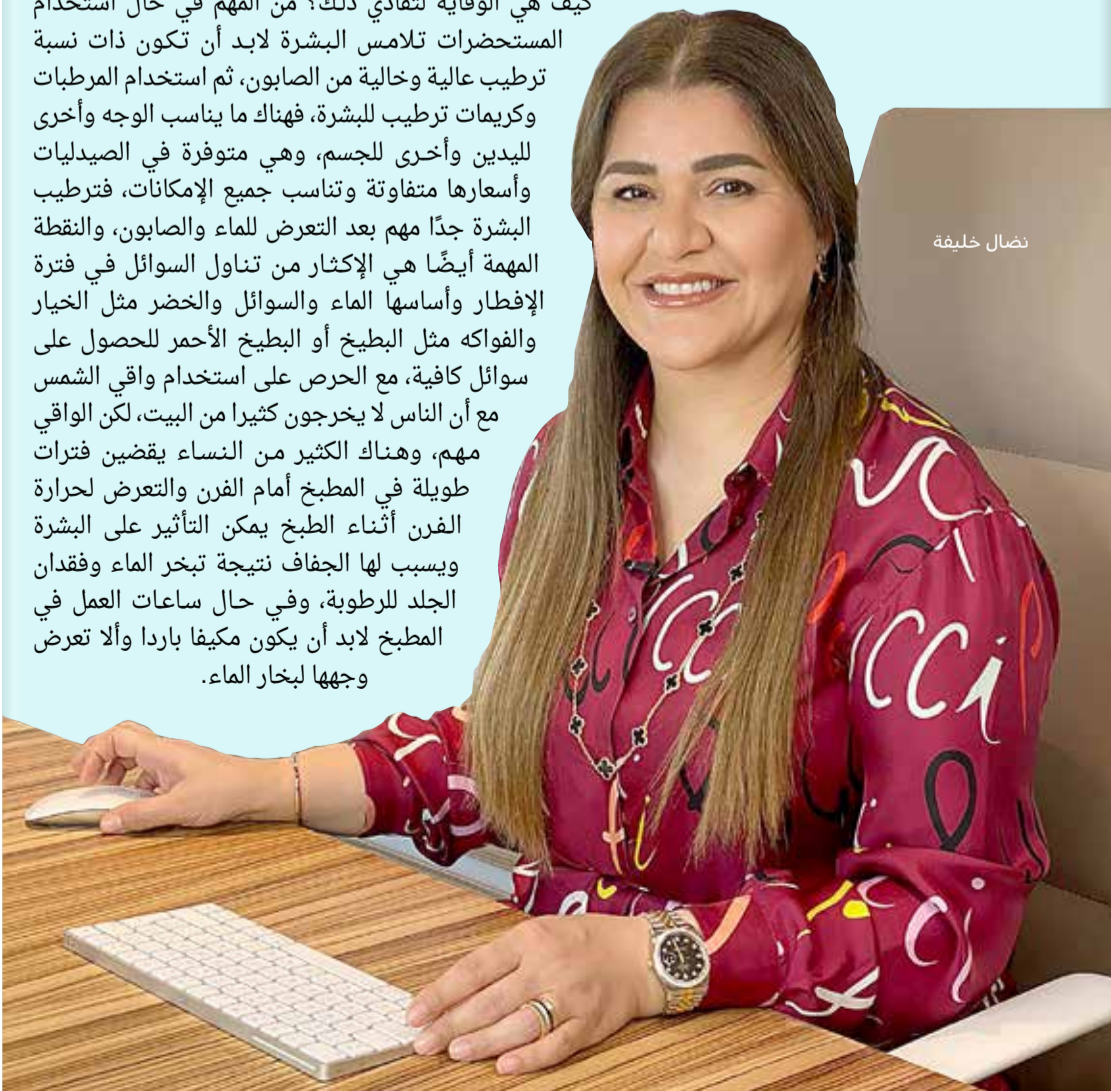 كيف هي الوقاية لتفادي ذلك؟ من المهم في حال استخدام
المستحضرات تلامس البشرة لابد أن تكون ذات نسبة
ترطيب عالية وخالية من الصابون، ثم استخدام المرطبات
وكريمات ترطيب للبشرة، فهناك ما يناسب الوجه وأخرى
لليدين وأخرى للجسم، وهي متوفرة في الصيدليات
وأسعارها متفاوتة وتناسب جميع الإمكانات، فترطيب
البشرة جدًا مهم بعد التعرض للماء والصابون، والنقطة
المهمة أيضًا هي الإكثار من تناول السوائل في فترة
الإفطار وأساسها الماء والسوائل والخضر مثل الخيار
والفواكه مثل البطيخ أو البطيخ الأحمر للحصول على
سوائل كافية، مع الحرص على استخدام واقي الشمس
مع أن الناس لا يخرجون كثيرا من البيت، لكن الواقي
مهم، وهناك الكثير من النساء يقضين فترات
طويلة في المطبخ أمام الفرن والتعرض لحرارة
الفرن أثناء الطبخ يمكن التأثير على البشرة
ويسبب لها الجفاف نتيجة تبخر الماء وفقدان
الجلد للرطوبة، وفي حال ساعات العمل في
المطبخ لابد أن يكون مكيفا باردا وألا تعرض
وجهها لبخار الماء.
نضال خليفة